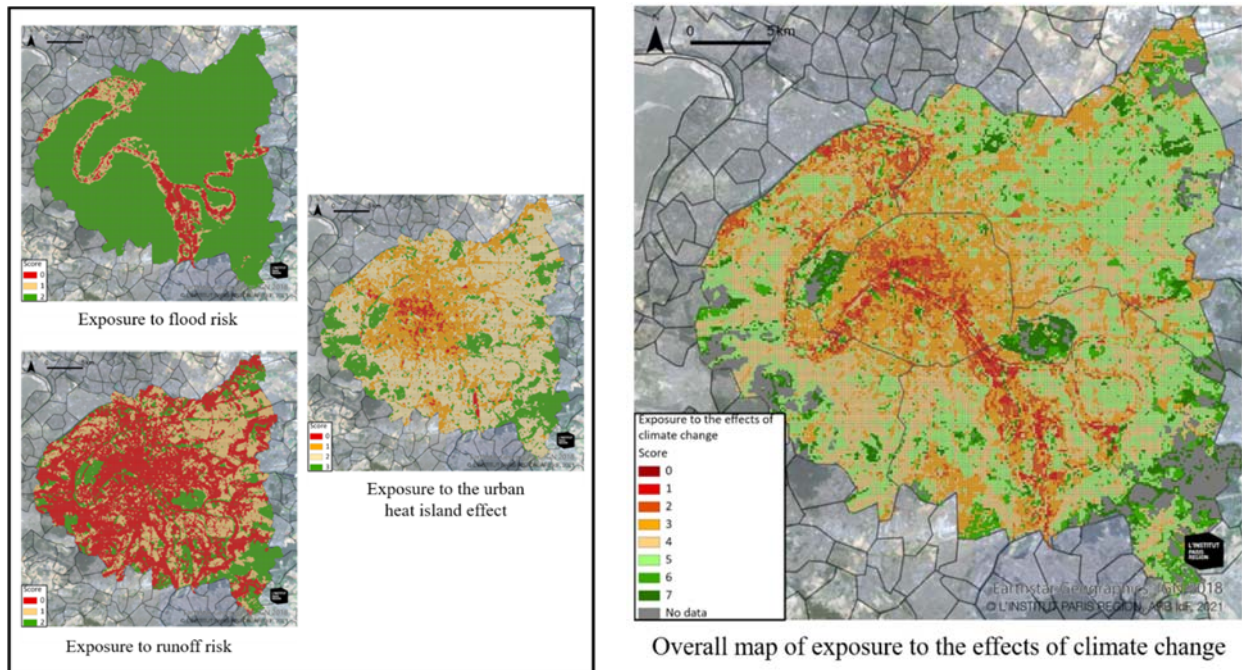 Score
0
1
2
Exposure to flood risk
Score
0
1
2
3
Exposure to the urban
heat island effect
Score
0
1
2
Exposure to runoff risk
0
5 km
Exposure to the effects of
climate change
Score
0
1
2
3
4
5
6
7
No data
L'INSTITUT
PARIS
REGION
Earthstar Geographics, IGN, 2018
© L'INSTITUT PARIS REGION, ARB IdF, 2021
Overall map of exposure to the effects of climate change